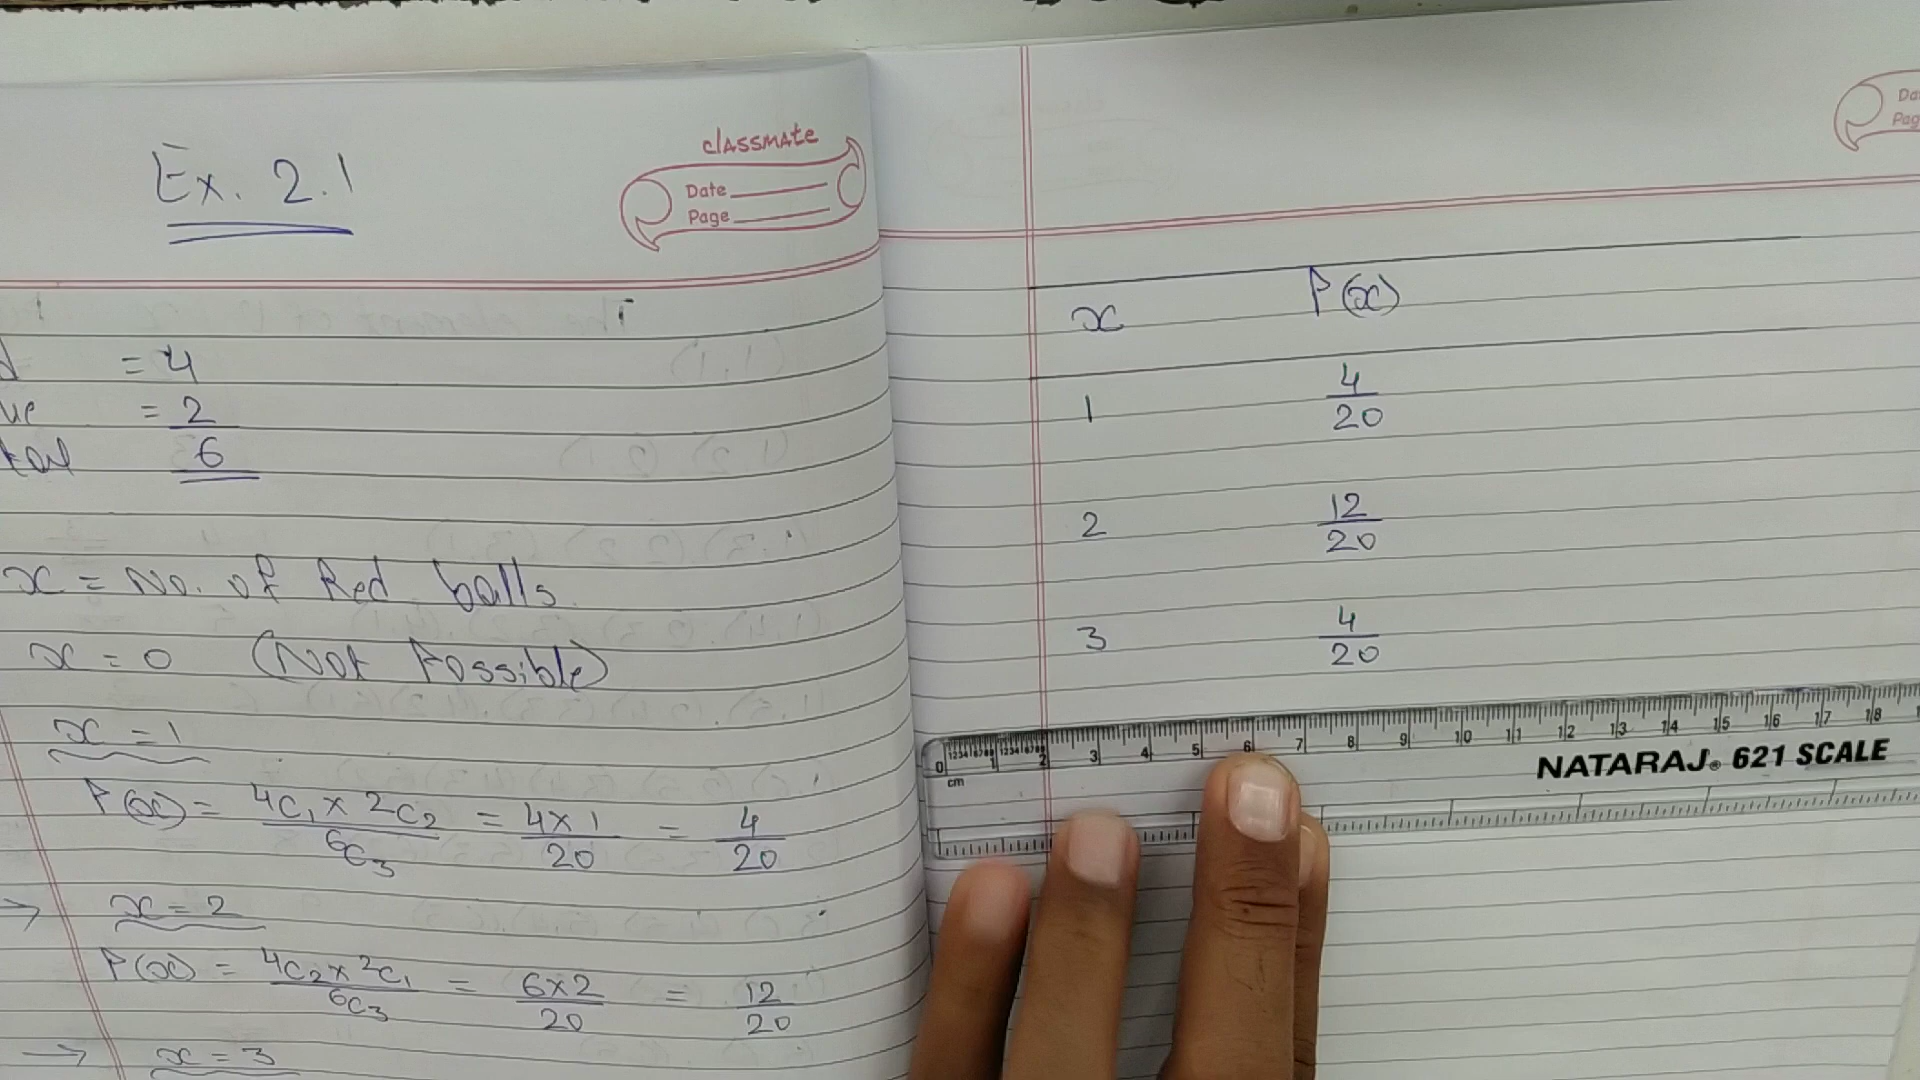 Ex. 2.1
classmate
Date
Page
= 4
= 2
6
x = No. of Red balls
x = 0 (Not Possible)
x = 1
P(x) = 4c₁ x ²c₂ / ⁶c₃ = 4 x 1 / 20 = 4/20
→ x = 2
P(x) = 4c₂ x ²c₁ / ⁶c₃ = 6x2 / 20 = 12/20
→ x = 3
x P(x)
1 4/20
2 12/20
3 4/20
0 1 2 3 4 5 6 7 8 9 10 11 12 13 14 15 16 17 18
cm
NATARAJ® 621 SCALE